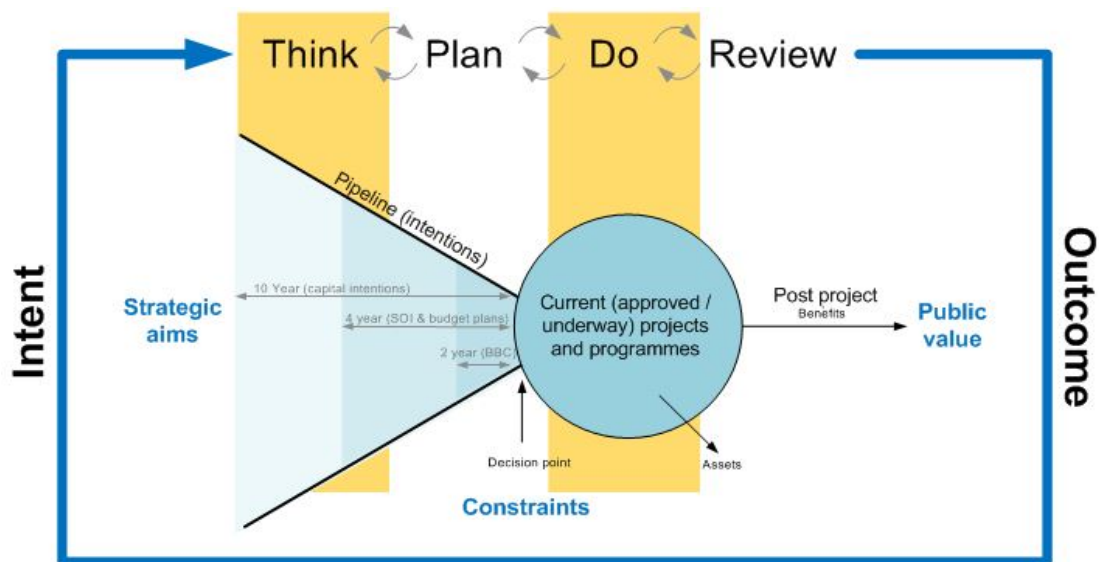 Think
Plan
Do
Review
Intent
Outcome
Pipeline (intentions)
10 Year (capital intentions)
Strategic
aims
4 year (SOI & budget plans)
2 year (BBC)
Current (approved /
underway) projects
and programmes
Post project
Benefits
Public
value
Decision point
Assets
Constraints